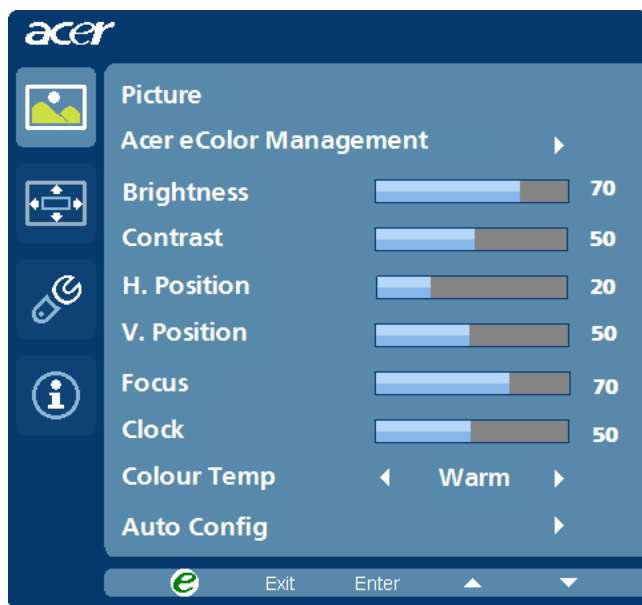 acer
Picture
Acer eColor Management
Brightness 70
Contrast 50
H. Position 20
V. Position 50
Focus 70
Clock 50
Colour Temp Warm
Auto Config
e Exit Enter